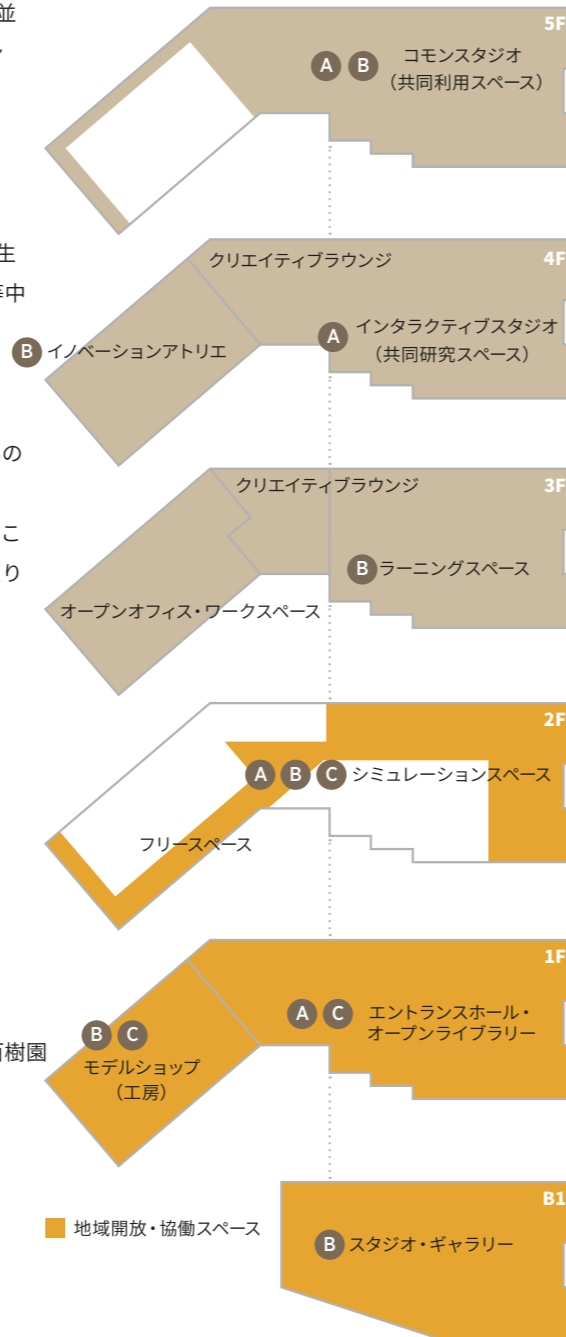 並
5F
A B コモンスタジオ
（共同利用スペース）
生
4F
クリエイティブラウンジ
中
B イノベーションアトリエ
A インタラクティブスタジオ
（共同研究スペース）
の
3F
クリエイティブラウンジ
こ
B ラーニングスペース
り
オープンオフィス・ワークスペース
2F
A B C シミュレーションスペース
フリースペース
1F
A C エントランスホール・
オープンライブラリー
B C
樹園
モデルショップ
（工房）
B1
地域開放・協働スペース
B スタジオ・ギャラリー